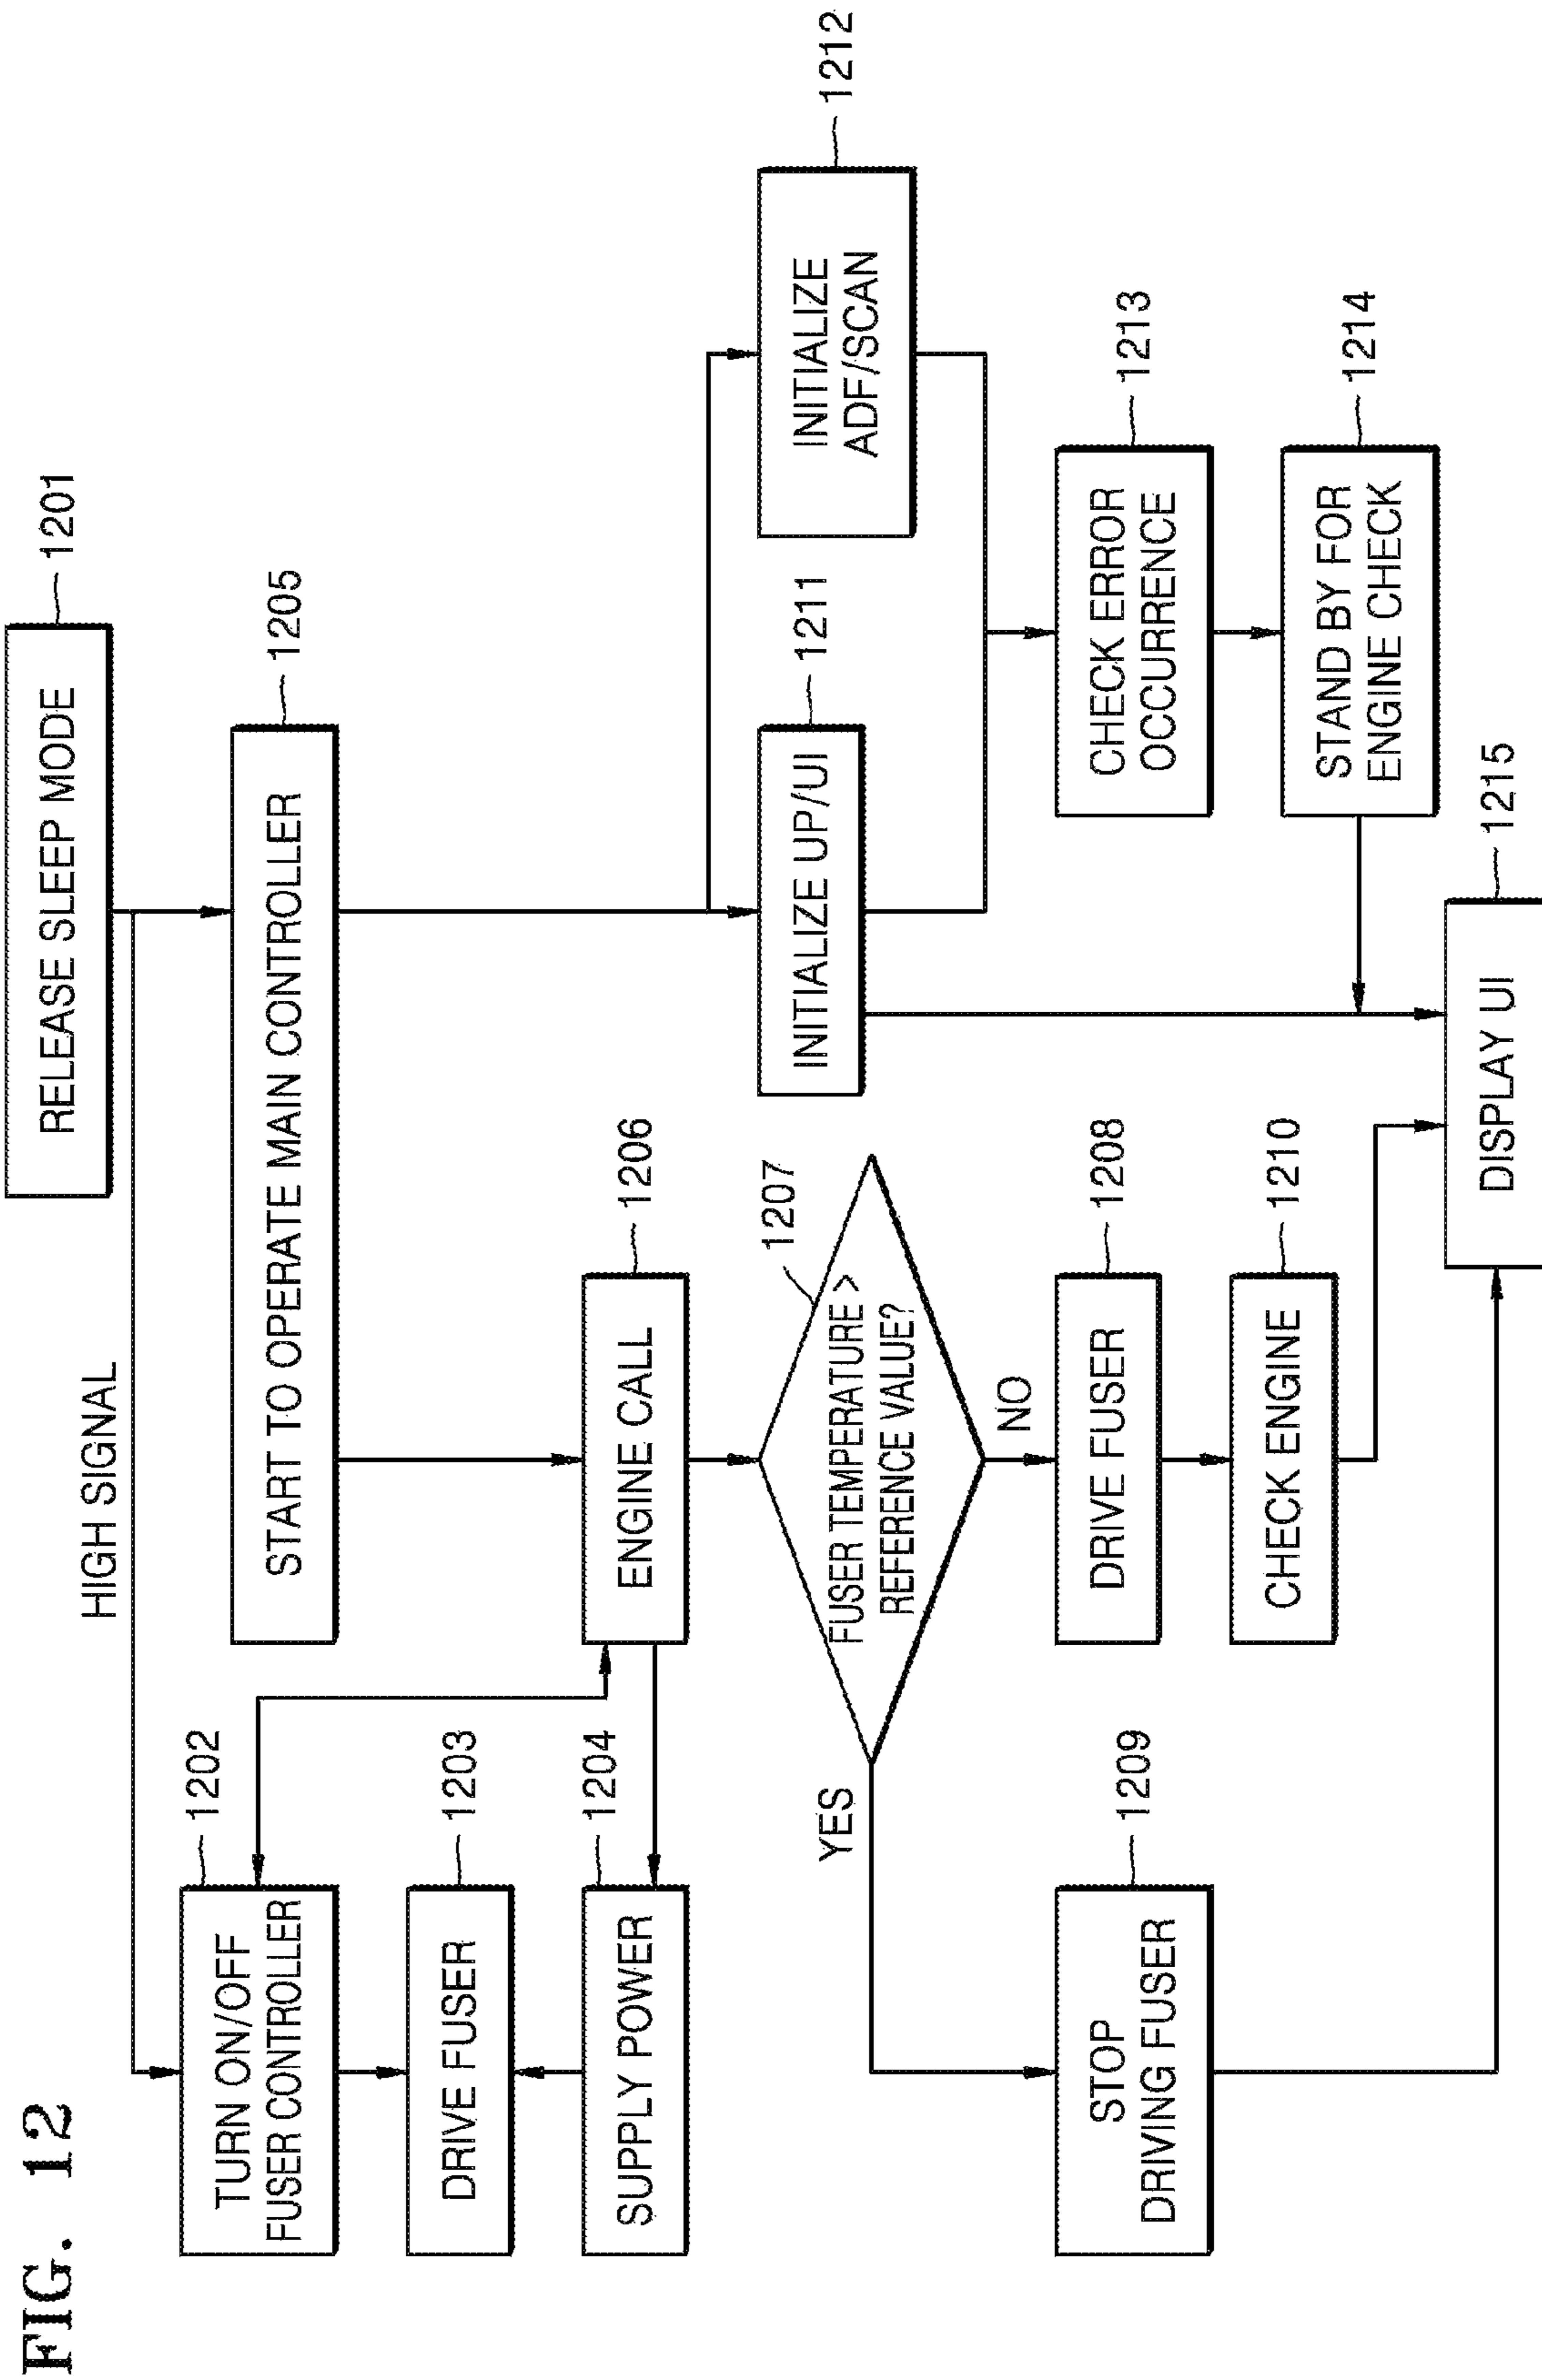 FIG. 12
RELEASE SLEEP MODE
1201
HIGH SIGNAL
TURN ON/OFF
FUSER CONTROLLER
1202
START TO OPERATE MAIN CONTROLLER
1205
DRIVE FUSER
1203
SUPPLY POWER
1204
ENGINE CALL
1206
FUSER TEMPERATURE >
REFERENCE VALUE?
1207
YES
NO
INITIALIZE UP/UI
1211
INITIALIZE
ADF/SCAN
1212
STOP
DRIVING FUSER
1209
DRIVE FUSER
1208
CHECK ERROR
OCCURRENCE
1213
CHECK ENGINE
1210
STAND BY FOR
ENGINE CHECK
1214
DISPLAY UI
1215